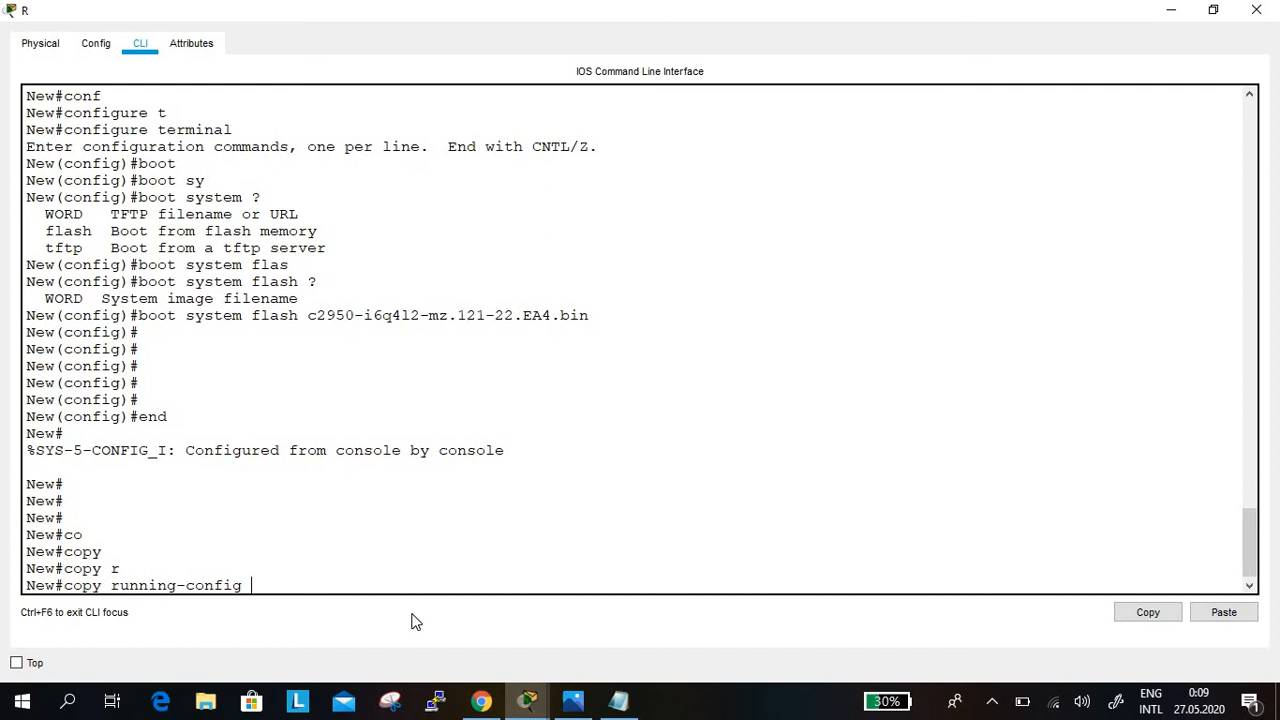 R
Physical Config CLI Attributes
IOS Command Line Interface
New#conf
New#configure t
New#configure terminal
Enter configuration commands, one per line.  End with CNTL/Z.
New(config)#boot
New(config)#boot sy
New(config)#boot system ?
  WORD   TFTP filename or URL
  flash  Boot from flash memory
  tftp   Boot from a tftp server
New(config)#boot system flas
New(config)#boot system flash ?
  WORD  System image filename
New(config)#boot system flash c2950-i6q4l2-mz.121-22.EA4.bin
New(config)#
New(config)#
New(config)#
New(config)#
New(config)#
New(config)#end
New#
%SYS-5-CONFIG_I: Configured from console by console
New#
New#
New#
New#co
New#copy
New#copy r
New#copy running-config
Ctrl+F6 to exit CLI focus
Copy Paste
Top
L
30%
ENG 0:09
INTL 27.05.2020
1